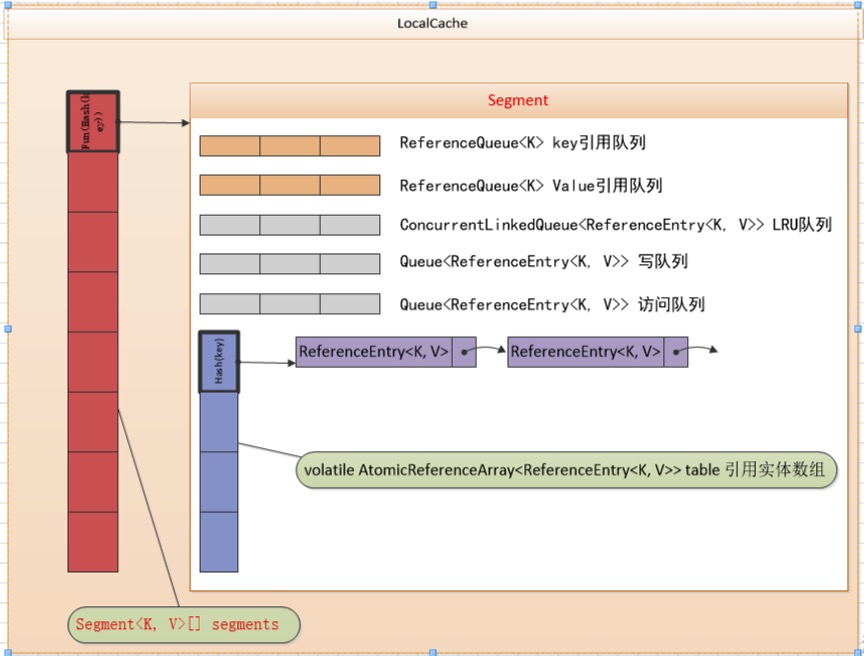 LocalCache
Fun(Hash(key))
Segment
ReferenceQueue<K> key引用队列
ReferenceQueue<K> Value引用队列
ConcurrentLinkedQueue<ReferenceEntry<K, V>> LRU队列
Queue<ReferenceEntry<K, V>> 写队列
Queue<ReferenceEntry<K, V>> 访问队列
Hash(key)
ReferenceEntry<K, V> ReferenceEntry<K, V>
volatile AtomicReferenceArray<ReferenceEntry<K, V>> table 引用实体数组
Segment<K, V>[] segments